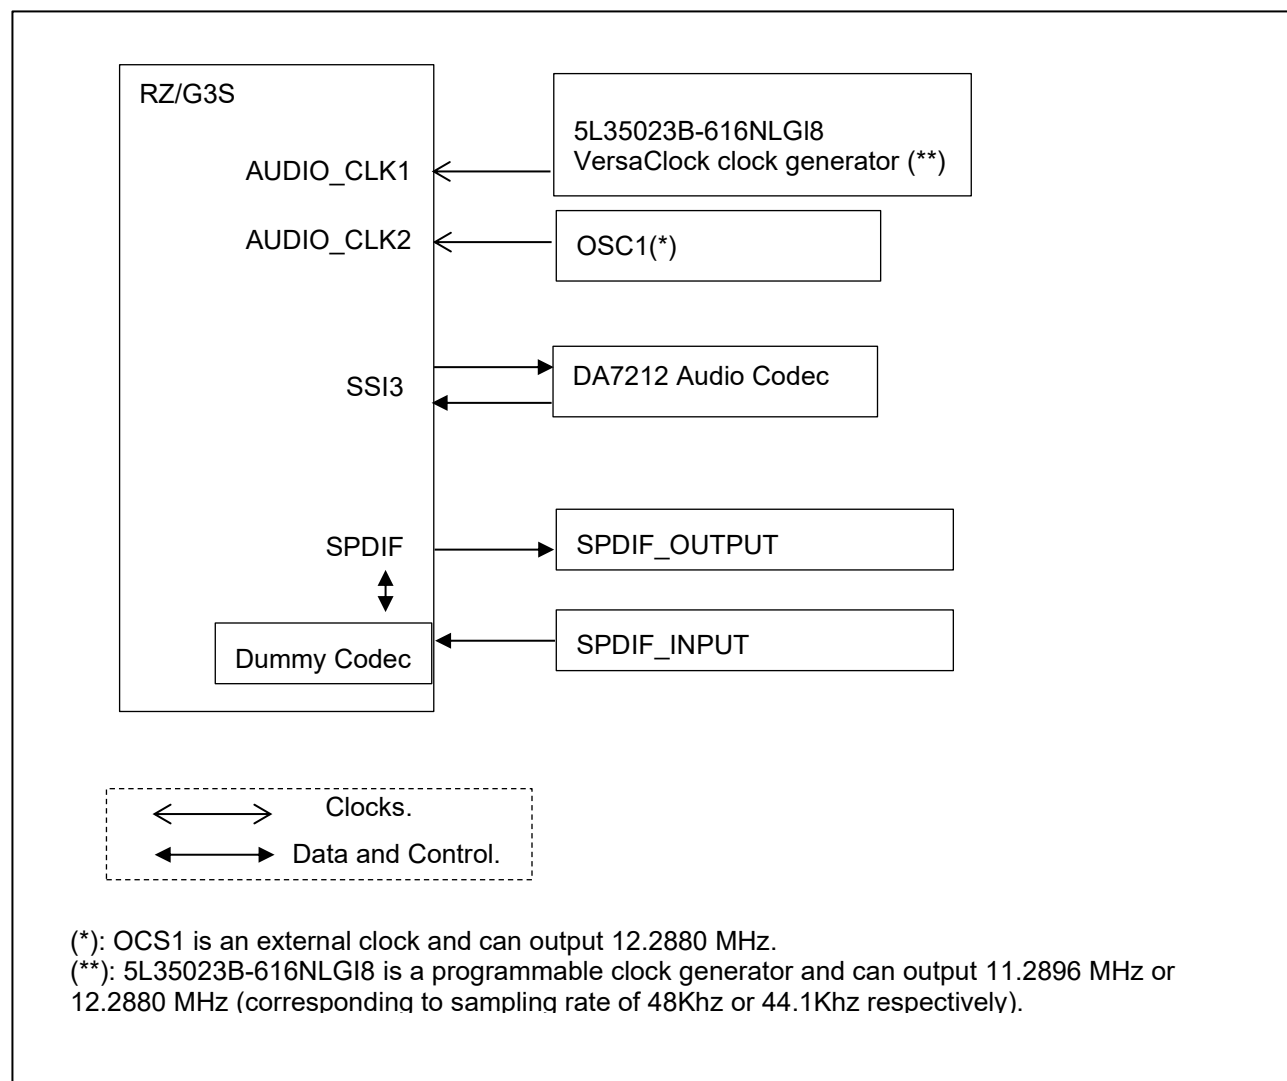 RZ/G3S
5L35023B-616NLGI8
VersaClock clock generator (**)
AUDIO_CLK1
AUDIO_CLK2
OSC1(*)
DA7212 Audio Codec
SSI3
SPDIF
SPDIF_OUTPUT
SPDIF_INPUT
Dummy Codec
Clocks.
Data and Control.
(*): OCS1 is an external clock and can output 12.2880 MHz.
(**): 5L35023B-616NLGI8 is a programmable clock generator and can output 11.2896 MHz or
12.2880 MHz (corresponding to sampling rate of 48Khz or 44.1Khz respectively).